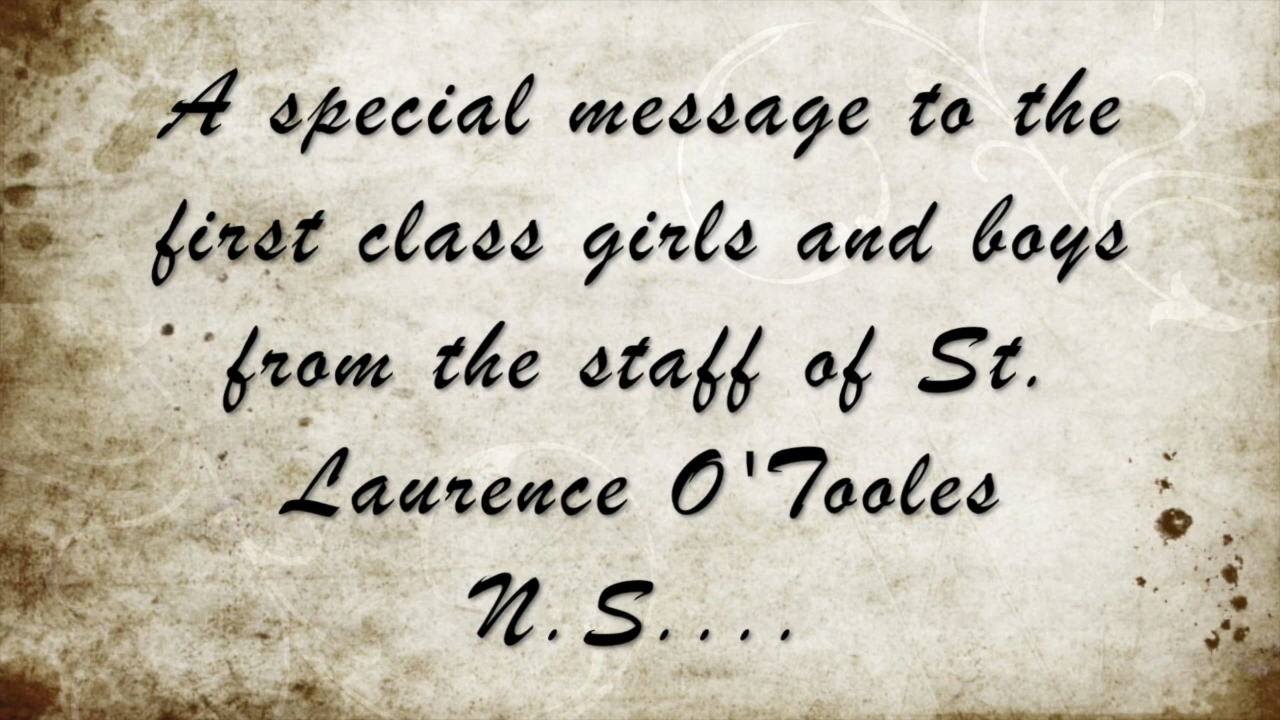 A special message to the
first class girls and boys
from the staff of St.
Laurence O'Tooles
N.S....